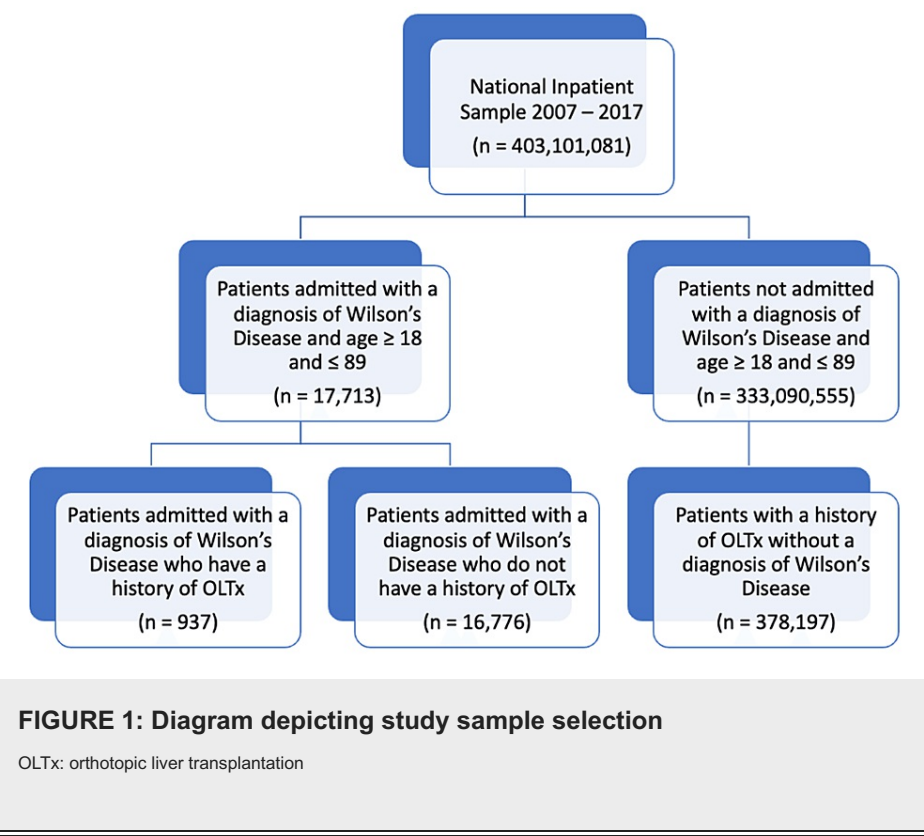 National Inpatient
Sample 2007 – 2017
(n = 403,101,081)
Patients admitted with a
diagnosis of Wilson's
Disease and age ≥ 18
and ≤ 89
(n = 17,713)
Patients not admitted
with a diagnosis of
Wilson's Disease and
age ≥ 18 and ≤ 89
(n = 333,090,555)
Patients admitted with a
diagnosis of Wilson's
Disease who have a
history of OLTx
(n = 937)
Patients admitted with a
diagnosis of Wilson's
Disease who do not
have a history of OLTx
(n = 16,776)
Patients with a history
of OLTx without a
diagnosis of Wilson's
Disease
(n = 378,197)
FIGURE 1: Diagram depicting study sample selection
OLTx: orthotopic liver transplantation